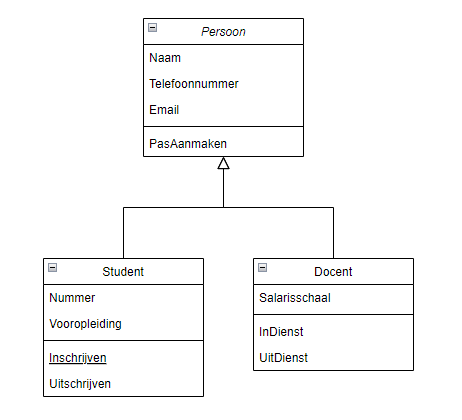 Persoon
Naam
Telefoonnummer
Email
PasAanmaken
Student
Nummer
Vooropleiding
Inschrijven
Uitschrijven
Docent
Salarisschaal
InDienst
UitDienst